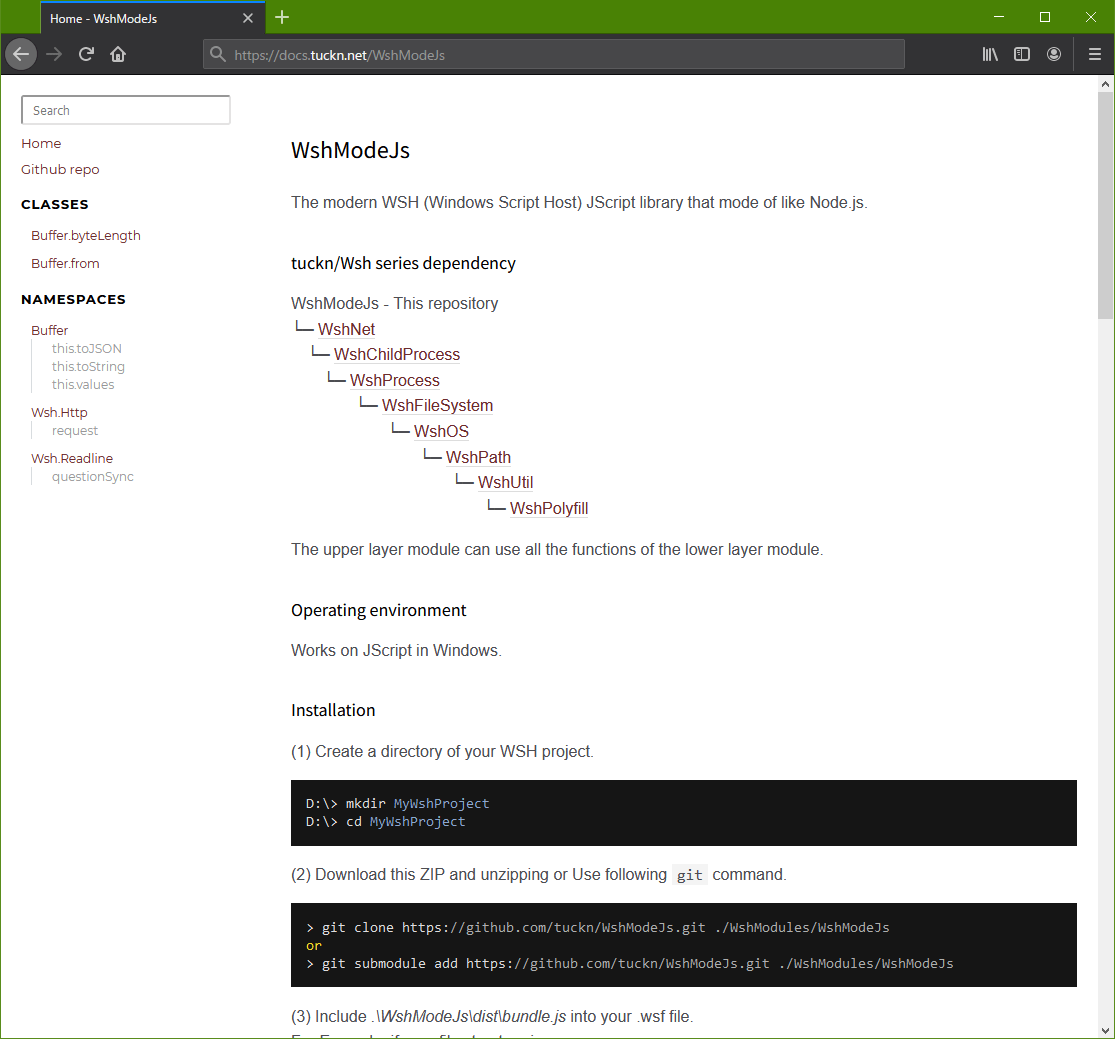 Home - WshModeJs
https://docs.tuckn.net/WshModeJs
Search
Home
Github repo
CLASSES
Buffer.byteLength
Buffer.from
NAMESPACES
Buffer
this.toJSON
this.toString
this.values
Wsh.Http
request
Wsh.Readline
questionSync
WshModeJs
The modern WSH (Windows Script Host) JScript library that mode of like Node.js.
tuckn/Wsh series dependency
WshModeJs - This repository
└─ WshNet
└─ WshChildProcess
└─ WshProcess
└─ WshFileSystem
└─ WshOS
└─ WshPath
└─ WshUtil
└─ WshPolyfill
The upper layer module can use all the functions of the lower layer module.
Operating environment
Works on JScript in Windows.
Installation
(1) Create a directory of your WSH project.
D:\> mkdir MyWshProject
D:\> cd MyWshProject
(2) Download this ZIP and unzipping or Use following git command.
> git clone https://github.com/tuckn/WshModeJs.git ./WshModules/WshModeJs
or
> git submodule add https://github.com/tuckn/WshModeJs.git ./WshModules/WshModeJs
(3) Include .\WshModeJs\dist\bundle.js into your .wsf file.